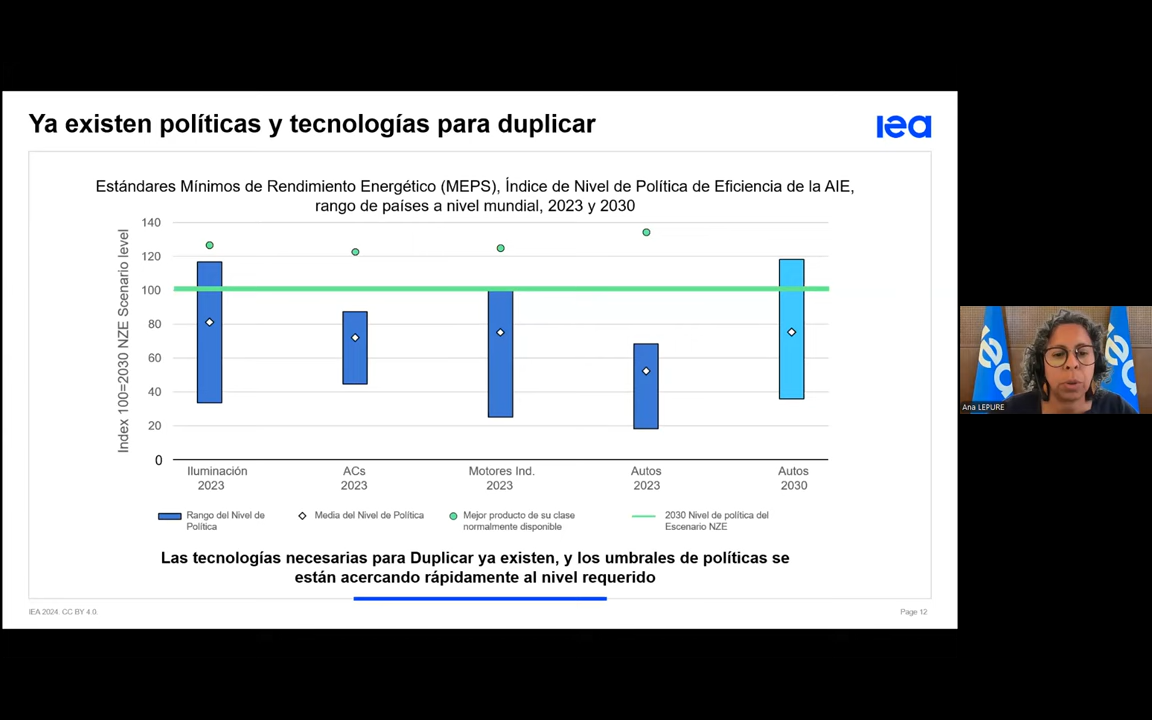 Ya existen políticas y tecnologías para duplicar
iea
Estándares Mínimos de Rendimiento Energético (MEPS), Índice de Nivel de Política de Eficiencia de la AIE,
rango de países a nivel mundial, 2023 y 2030
Index 100=2030 NZE Scenario level
140
120
100
80
60
40
20
0
Iluminación
2023
ACs
2023
Motores Ind.
2023
Autos
2023
Autos
2030
Rango del Nivel de
Política
Media del Nivel de Política
Mejor producto de su clase
normalmente disponible
2030 Nivel de política del
Escenario NZE
Las tecnologías necesarias para Duplicar ya existen, y los umbrales de políticas se
están acercando rápidamente al nivel requerido
IEA 2024. CC BY 4.0.
Page 12
Ana LEPURE